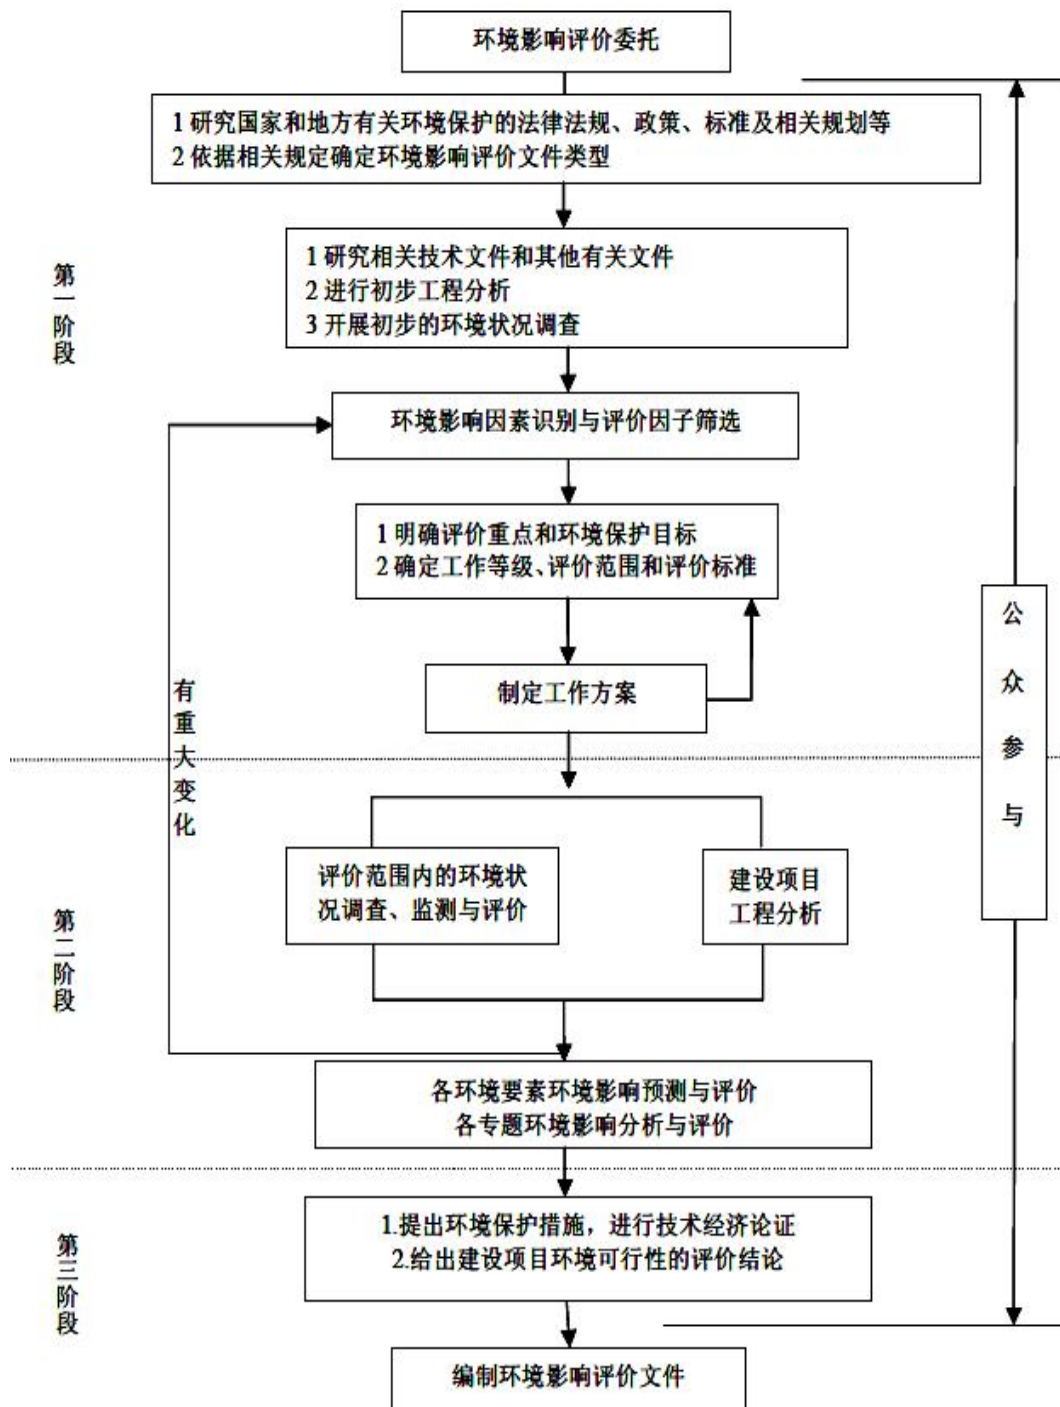 环境影响评价委托
1 研究国家和地方有关环境保护的法律法规、政策、标准及相关规划等
2 依据相关规定确定环境影响评价文件类型
第一阶段
1 研究相关技术文件和其他有关文件
2 进行初步工程分析
3 开展初步的环境状况调查
环境影响因素识别与评价因子筛选
1 明确评价重点和环境保护目标
2 确定工作等级、评价范围和评价标准
制定工作方案
有重大变化
公众参与
第二阶段
评价范围内的环境状
况调查、监测与评价
建设项目
工程分析
各环境要素环境影响预测与评价
各专题环境影响分析与评价
第三阶段
1.提出环境保护措施，进行技术经济论证
2.给出建设项目环境可行性的评价结论
编制环境影响评价文件